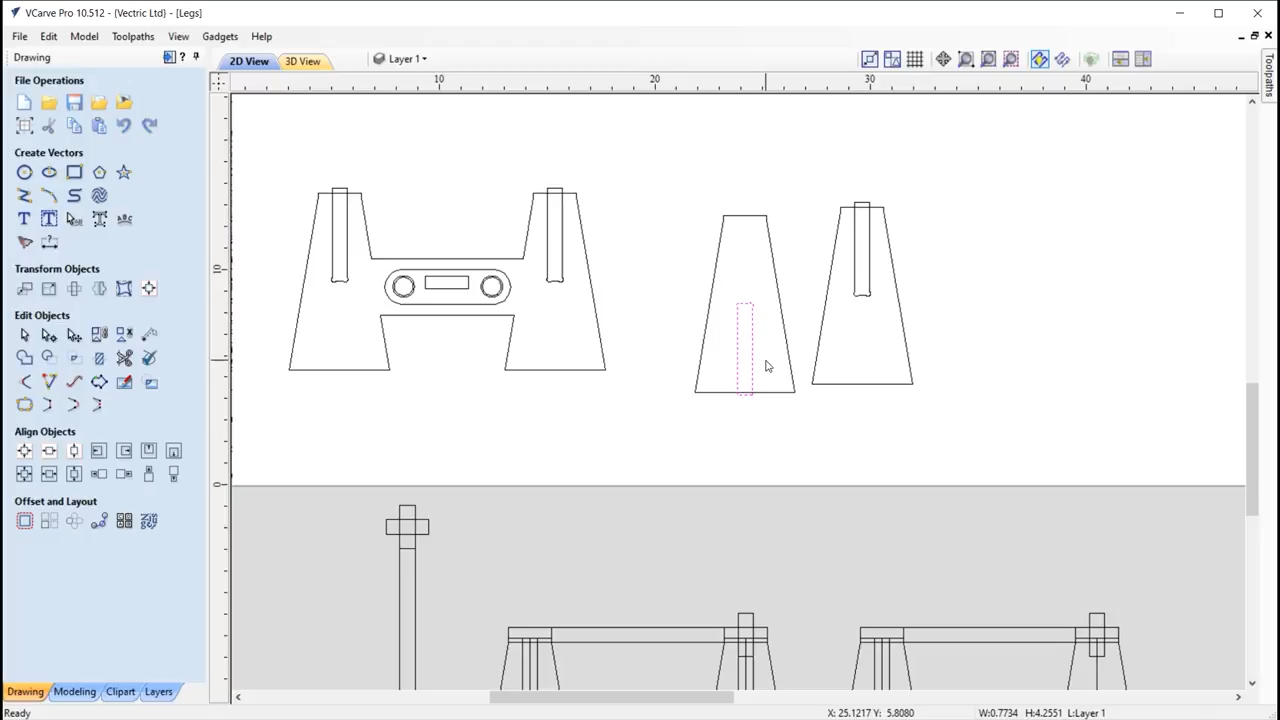 VCarve Pro 10.512 - {Vectric Ltd} - [Legs]
File Edit Model Toolpaths View Gadgets Help
Drawing
2D View 3D View Layer 1
File Operations
Create Vectors
Transform Objects
Edit Objects
Align Objects
Offset and Layout
10 20 30 40
10
0
Toolpaths
Drawing Modeling Clipart Layers
Ready X: 25.1217 Y: 5.8080 W:0.7734 H:4.2551 L:Layer 1